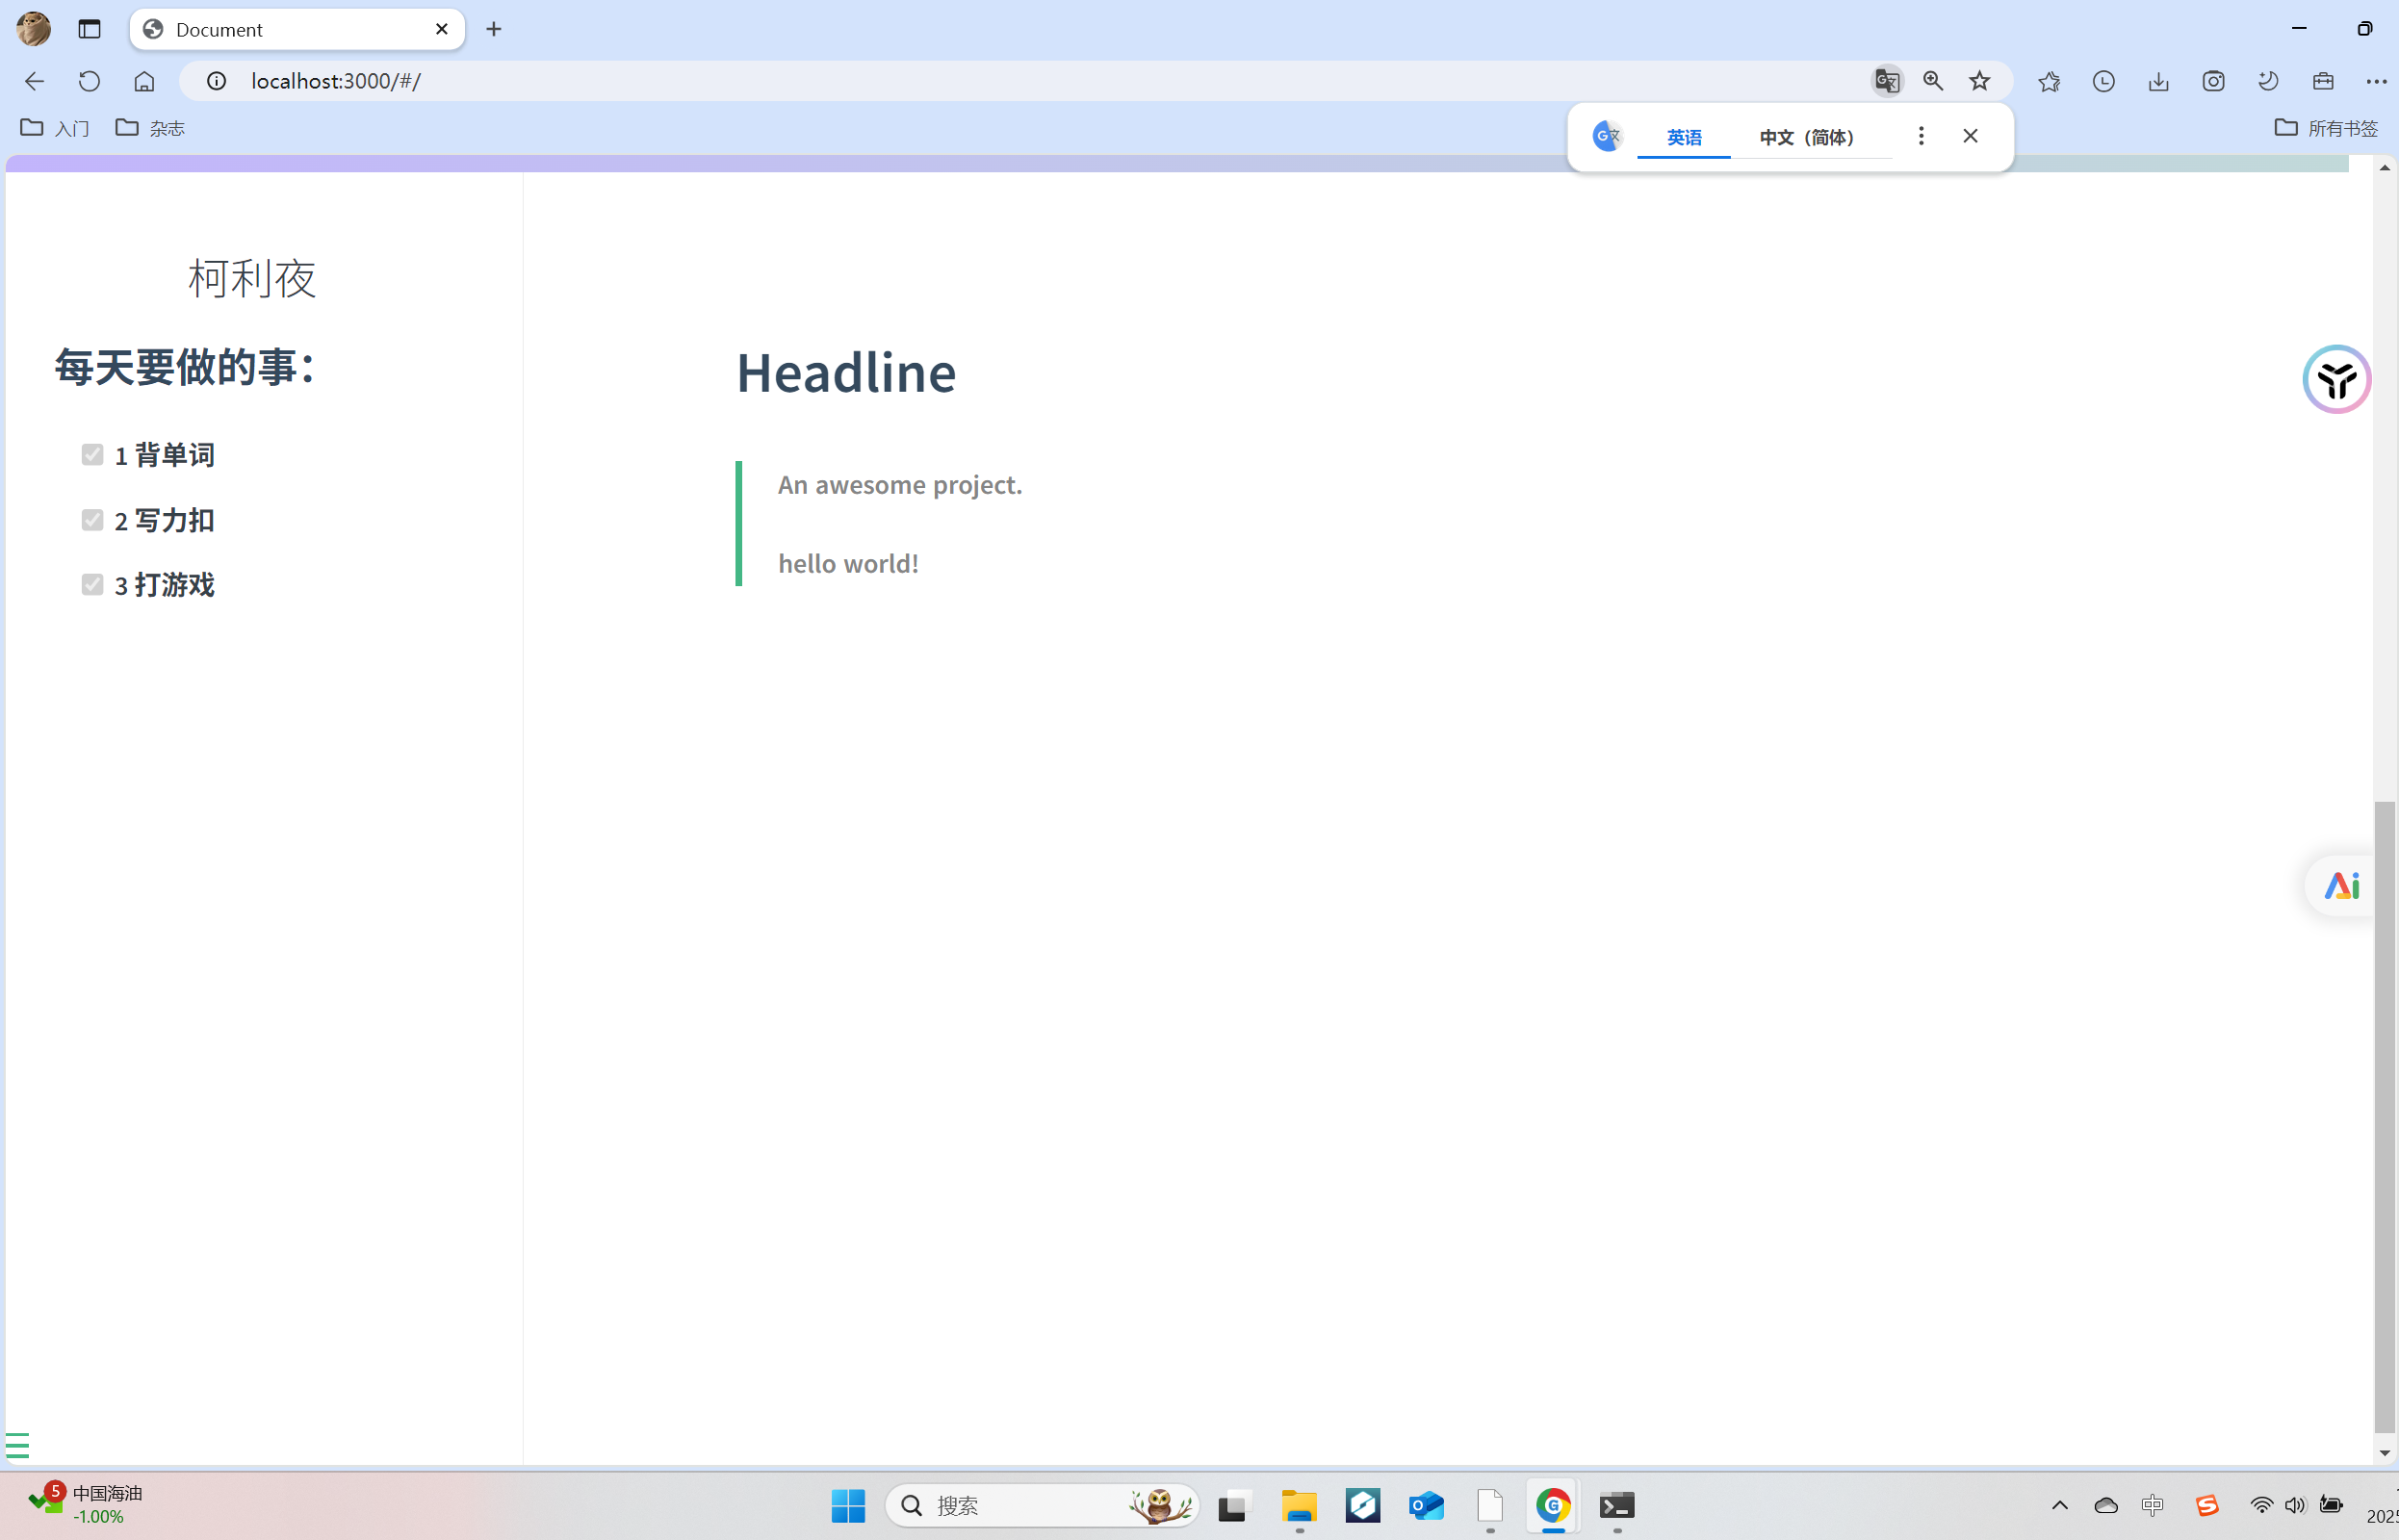 Document
localhost:3000/#/
入门
杂志
英语
中文（简体）
所有书签
柯利夜
每天要做的事：
1 背单词
2 写力扣
3 打游戏
Headline
An awesome project.
hello world!
Ai
5
中国海油
-1.00%
搜索
中